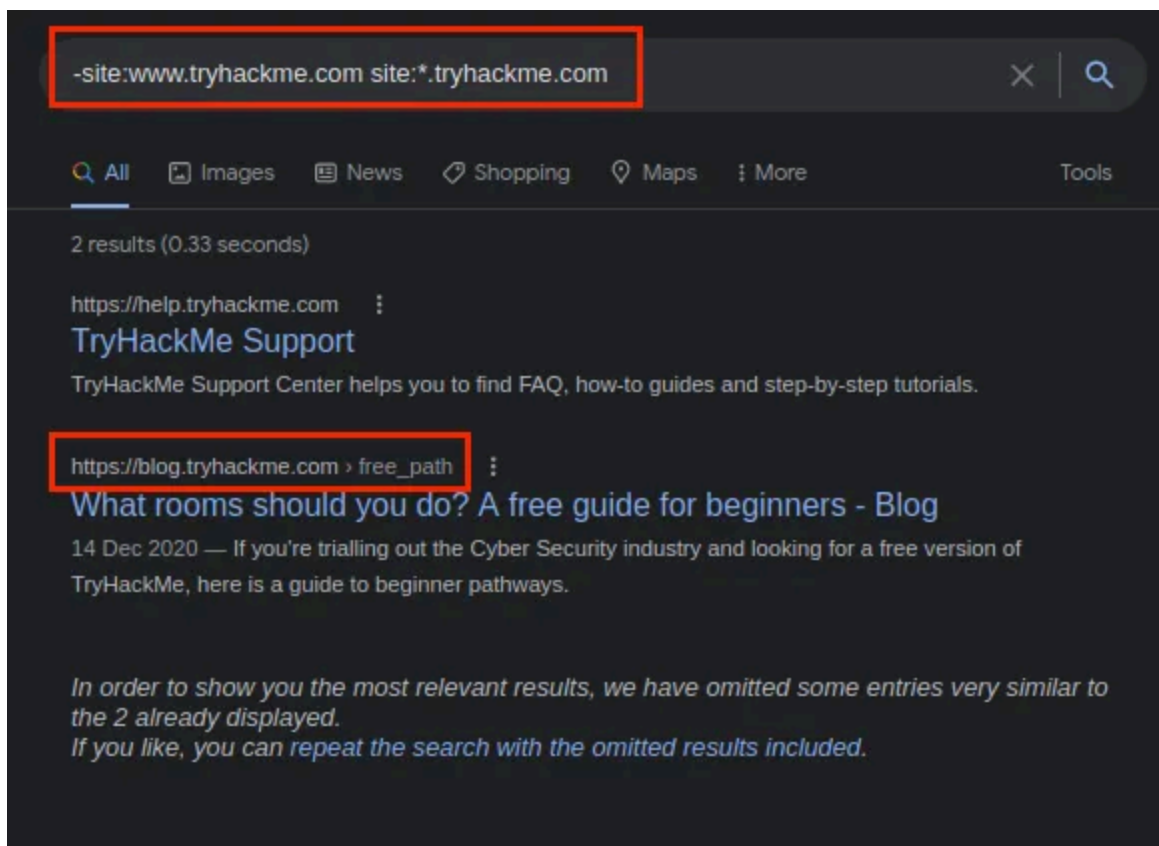 -site:www.tryhackme.com site:*.tryhackme.com
All Images News Shopping Maps More Tools
2 results (0.33 seconds)
https://help.tryhackme.com
TryHackMe Support
TryHackMe Support Center helps you to find FAQ, how-to guides and step-by-step tutorials.
https://blog.tryhackme.com › free_path
What rooms should you do? A free guide for beginners - Blog
14 Dec 2020 — If you're trialling out the Cyber Security industry and looking for a free version of
TryHackMe, here is a guide to beginner pathways.
In order to show you the most relevant results, we have omitted some entries very similar to
the 2 already displayed.
If you like, you can repeat the search with the omitted results included.